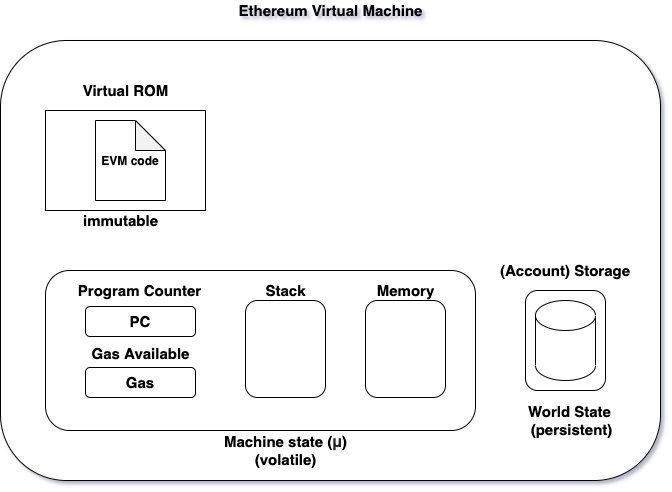 Ethereum Virtual Machine
Virtual ROM
EVM code
immutable
(Account) Storage
Program Counter
Stack
Memory
PC
Gas Available
Gas
World State
(persistent)
Machine state (μ)
(volatile)